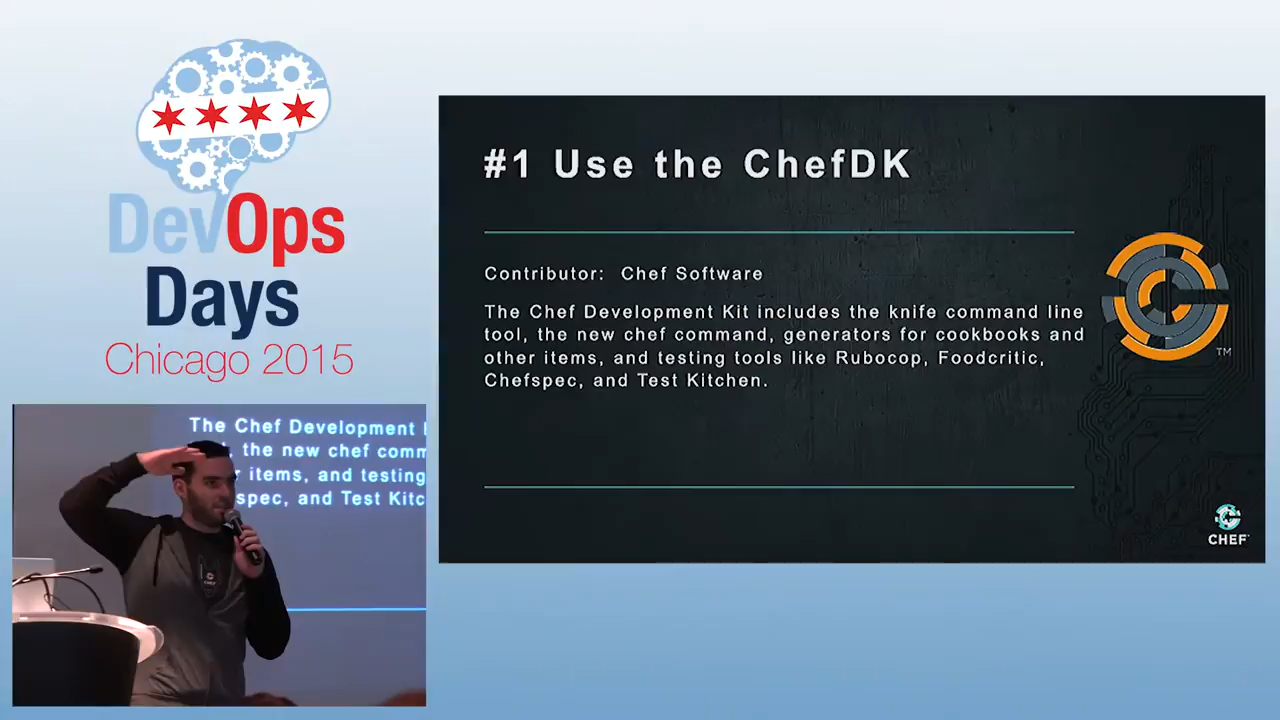 DevOps
Days
Chicago 2015
#1 Use the ChefDK
Contributor: Chef Software
The Chef Development Kit includes the knife command line
tool, the new chef command, generators for cookbooks and
other items, and testing tools like Rubocop, Foodcritic,
Chefspec, and Test Kitchen.
TM
CHEF
The Chef Development
the new chef comm
items, and testing
spec, and Test Kitc
CHEF